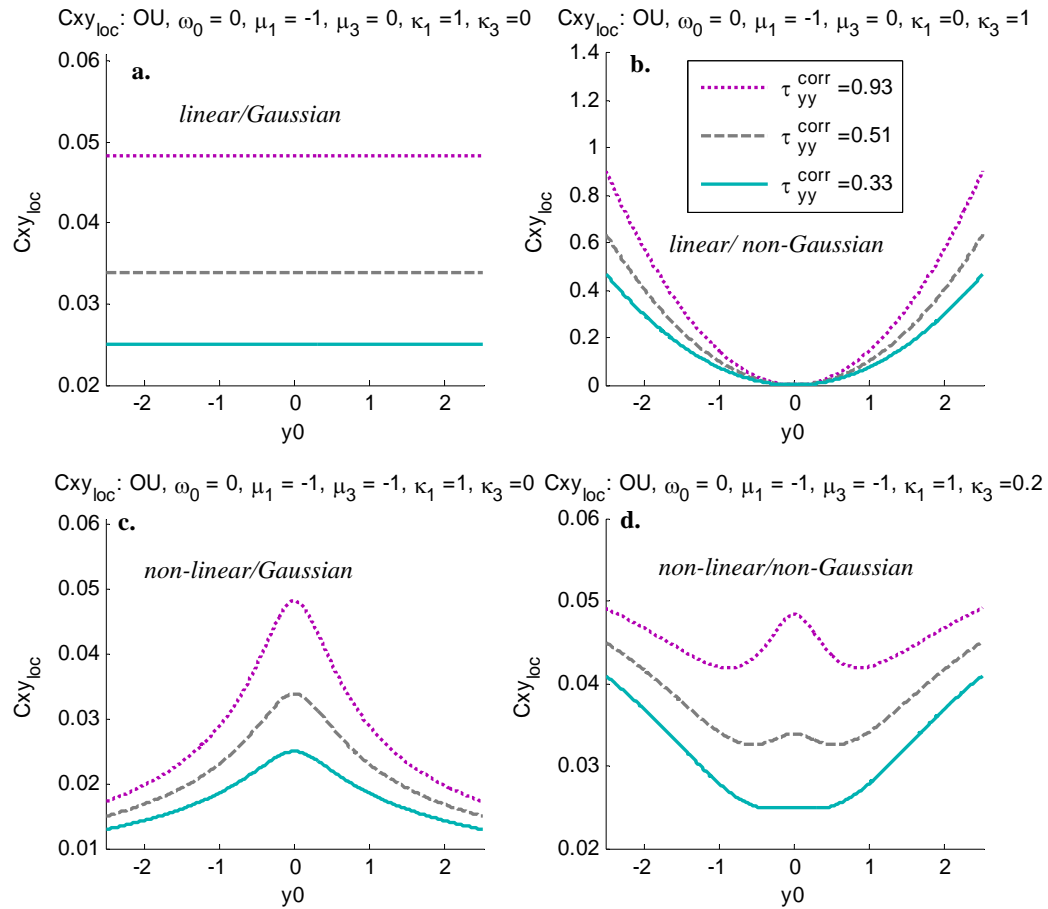 Cxy_loc: OU, ω_0 = 0, μ_1 = -1, μ_3 = 0, κ_1 =1, κ_3 =0
a.
linear/Gaussian
0.06
0.05
0.04
0.03
0.02
Cxy_loc
-2 -1 0 1 2
y0
Cxy_loc: OU, ω_0 = 0, μ_1 = -1, μ_3 = 0, κ_1 =0, κ_3 =1
b.
τ_yy^corr =0.93
τ_yy^corr =0.51
τ_yy^corr =0.33
linear/ non-Gaussian
1.4
1.2
1
0.8
0.6
0.4
0.2
0
Cxy_loc
-2 -1 0 1 2
y0
Cxy_loc: OU, ω_0 = 0, μ_1 = -1, μ_3 = -1, κ_1 =1, κ_3 =0
c.
non-linear/Gaussian
0.06
0.05
0.04
0.03
0.02
0.01
Cxy_loc
-2 -1 0 1 2
y0
Cxy_loc: OU, ω_0 = 0, μ_1 = -1, μ_3 = -1, κ_1 =1, κ_3 =0.2
d.
non-linear/non-Gaussian
0.06
0.05
0.04
0.03
0.02
Cxy_loc
-2 -1 0 1 2
y0